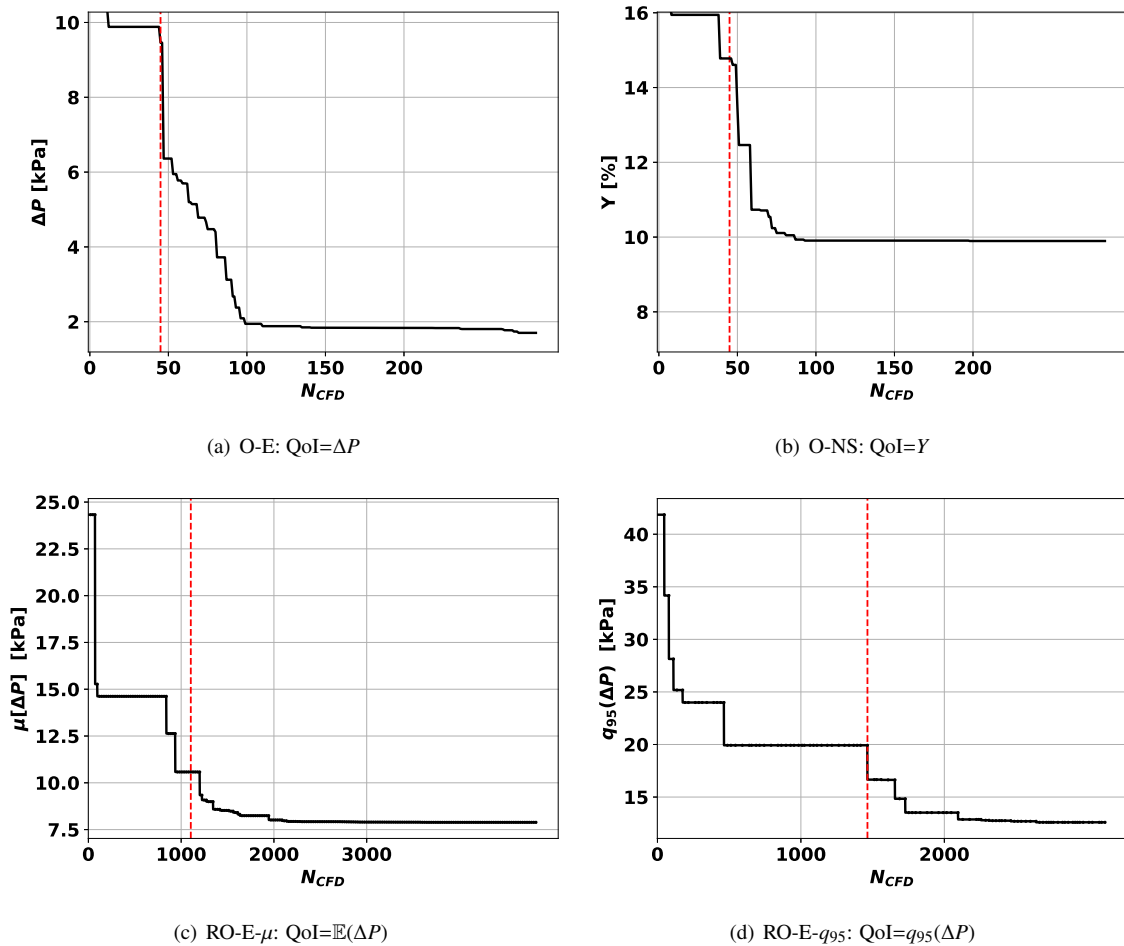 10
8
6
4
2
ΔP [kPa]
0 50 100 150 200 200
N_CFD
(a) O-E: QoI=ΔP
16
14
12
10
8
Y [%]
0 50 100 150 200
N_CFD
(b) O-NS: QoI=Y
25.0
22.5
20.0
17.5
15.0
12.5
10.0
7.5
μ[ΔP] [kPa]
0 1000 2000 3000
N_CFD
(c) RO-E-μ: QoI=𝔼(ΔP)
40
35
30
25
20
15
q₉₅(ΔP) [kPa]
0 1000 2000
N_CFD
(d) RO-E-q₉₅: QoI=q₉₅(ΔP)